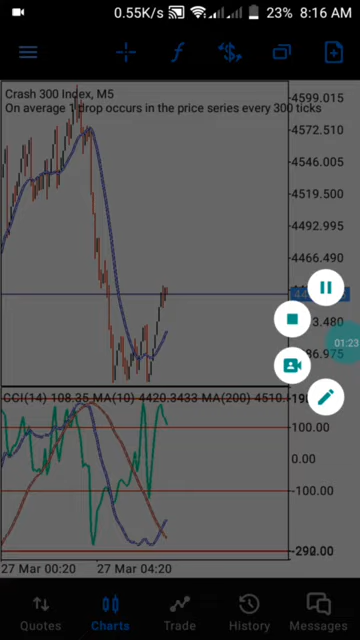 0.55K/s 23% 8:16 AM
Crash 300 Index, M5
On average 1 drop occurs in the price series every 300 ticks
4599.015
4572.510
4546.005
4519.500
4492.995
4466.490
01:23
CCI(14) 108.35 MA(10) 4420.3433 MA(200) 4510.
100.00
0.00
-100.00
27 Mar 00:20 27 Mar 04:20
Quotes Charts Trade History Messages